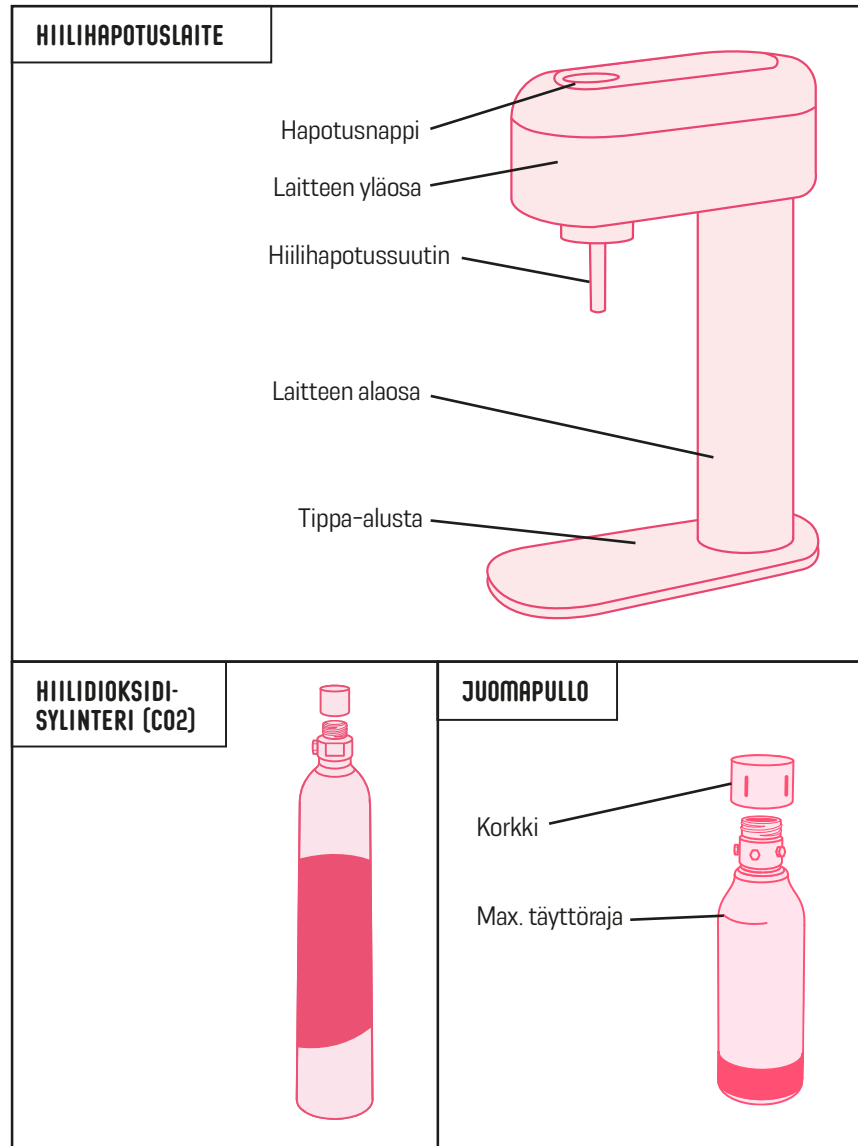 HIILIHAPOTUSLAITE
Hapotusnappi
Laitteen yläosa
Hiilihapotussuutin
Laitteen alaosa
Tippa-alusta
HIILIDIOKSIDI-
SYLINTERI (CO2)
JUOMAPULLO
Korkki
Max. täyttöraja